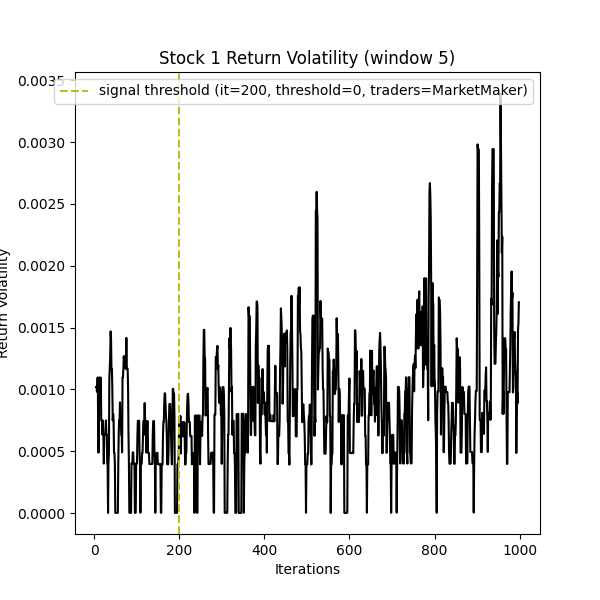 Stock 1 Return Volatility (window 5)
signal threshold (it=200, threshold=0, traders=MarketMaker)
0.0035
0.0030
0.0025
0.0020
0.0015
0.0010
0.0005
0.0000
Return Volatility
0 200 400 600 800 1000
Iterations